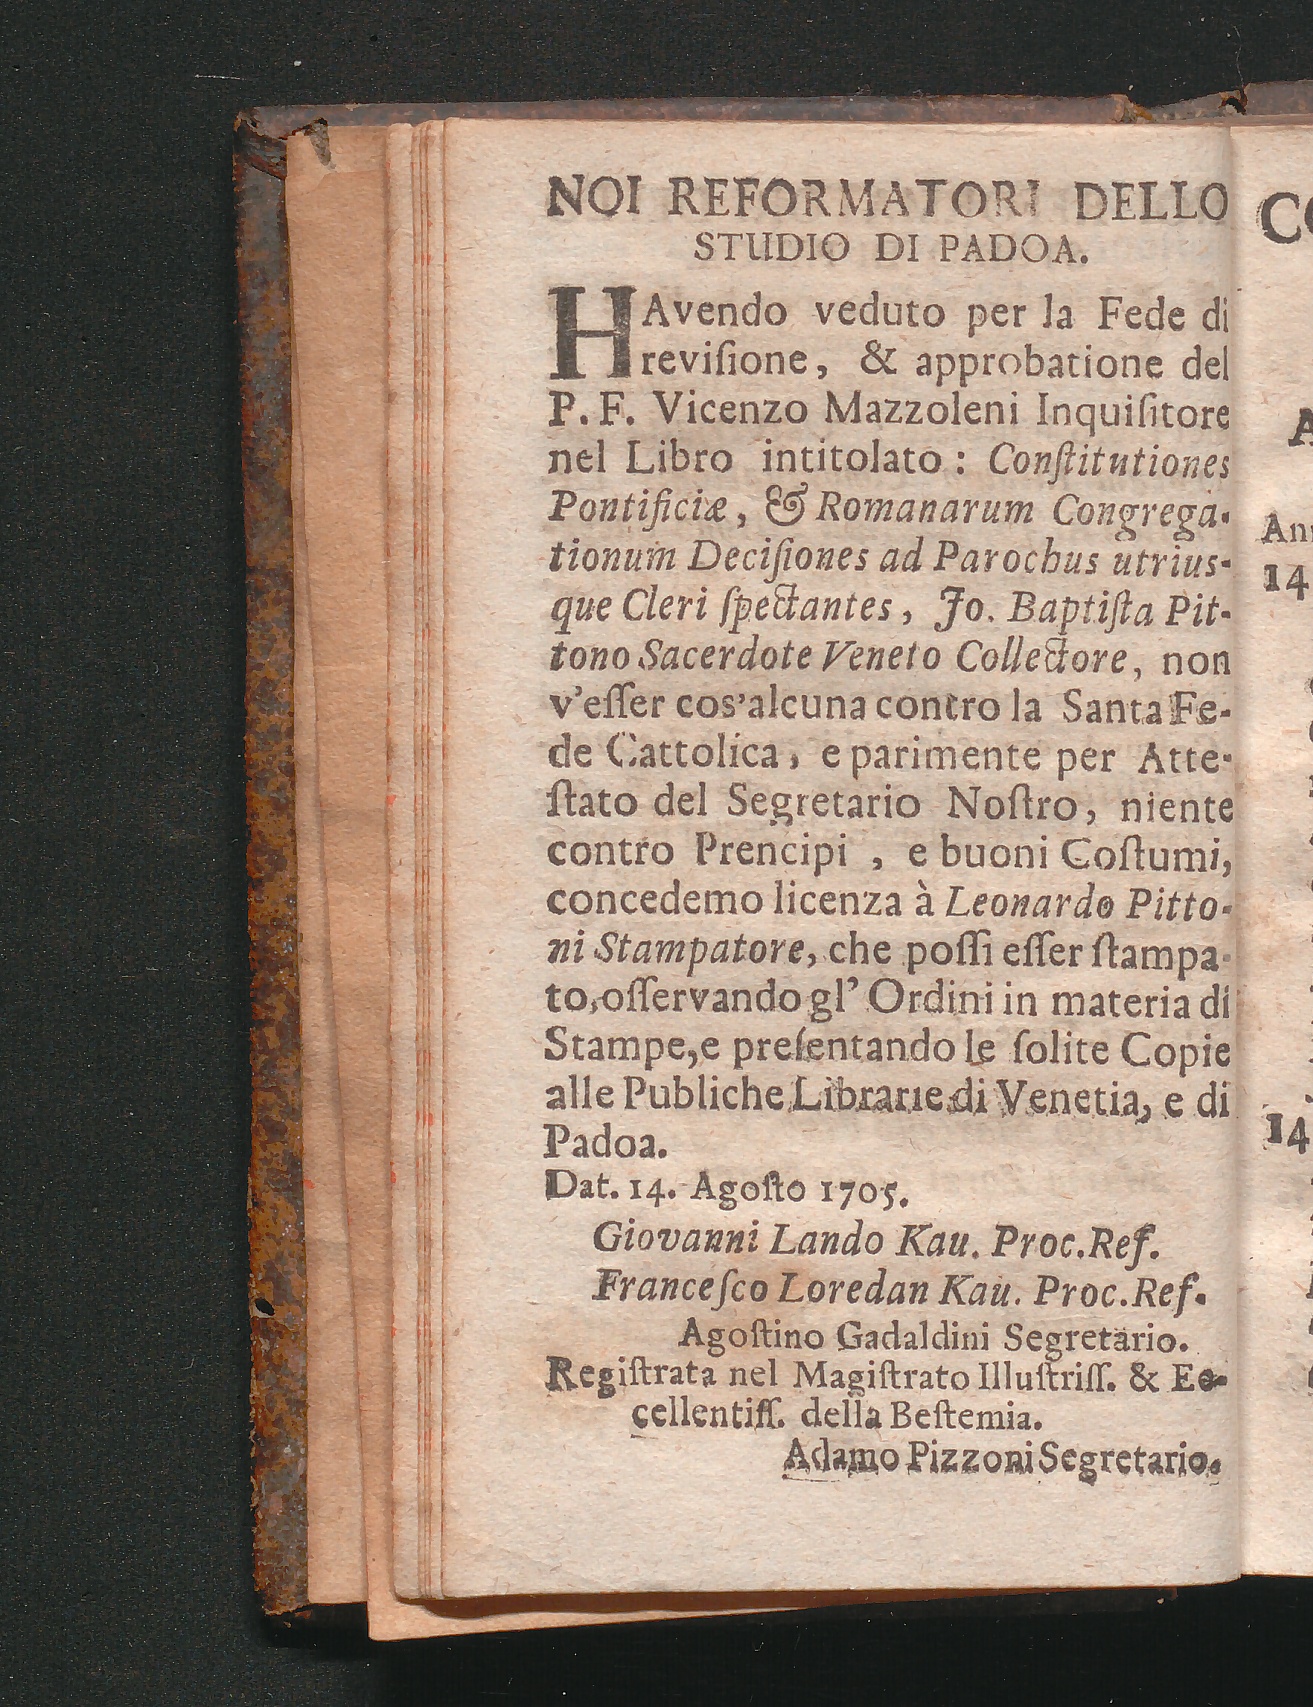 NOI REFORMATORI DELLO
STUDIO DI PADOA.
HAvendo veduto per la Fede di
reviſione, & approbatione del
P. F. Vicenzo Mazzoleni Inquiſitore
nel Libro intitolato: Conſtitutiones
Pontificiæ, & Romanarum Congrega-
tionum Deciſiones ad Parochus utrius-
que Cleri ſpectantes, Jo. Baptiſta Pit-
tono Sacerdote Veneto Collectore, non
v'eſſer cos'alcuna contro la Santa Fe-
de Cattolica, e parimente per Atte-
ſtato del Segretario Noſtro, niente
contro Prencipi , e buoni Coſtumi,
concedemo licenza à Leonardo Pitto-
ni Stampatore, che poſſi eſſer ſtampa-
to, oſſervando gl' Ordini in materia di
Stampe, e preſentando le ſolite Copie
alle Publiche Librarie di Venetia, e di
Padoa.
Dat. 14. Agoſto 1705.
Giovanni Lando Kau. Proc. Ref.
Franceſco Loredan Kau. Proc. Ref.
Agoſtino Gadaldini Segretario.
Regiſtrata nel Magiſtrato Illuſtriſſ. & Ec-
cellentiſſ. della Beſtemia.
Adamo Pizzoni Segretario.
14
14